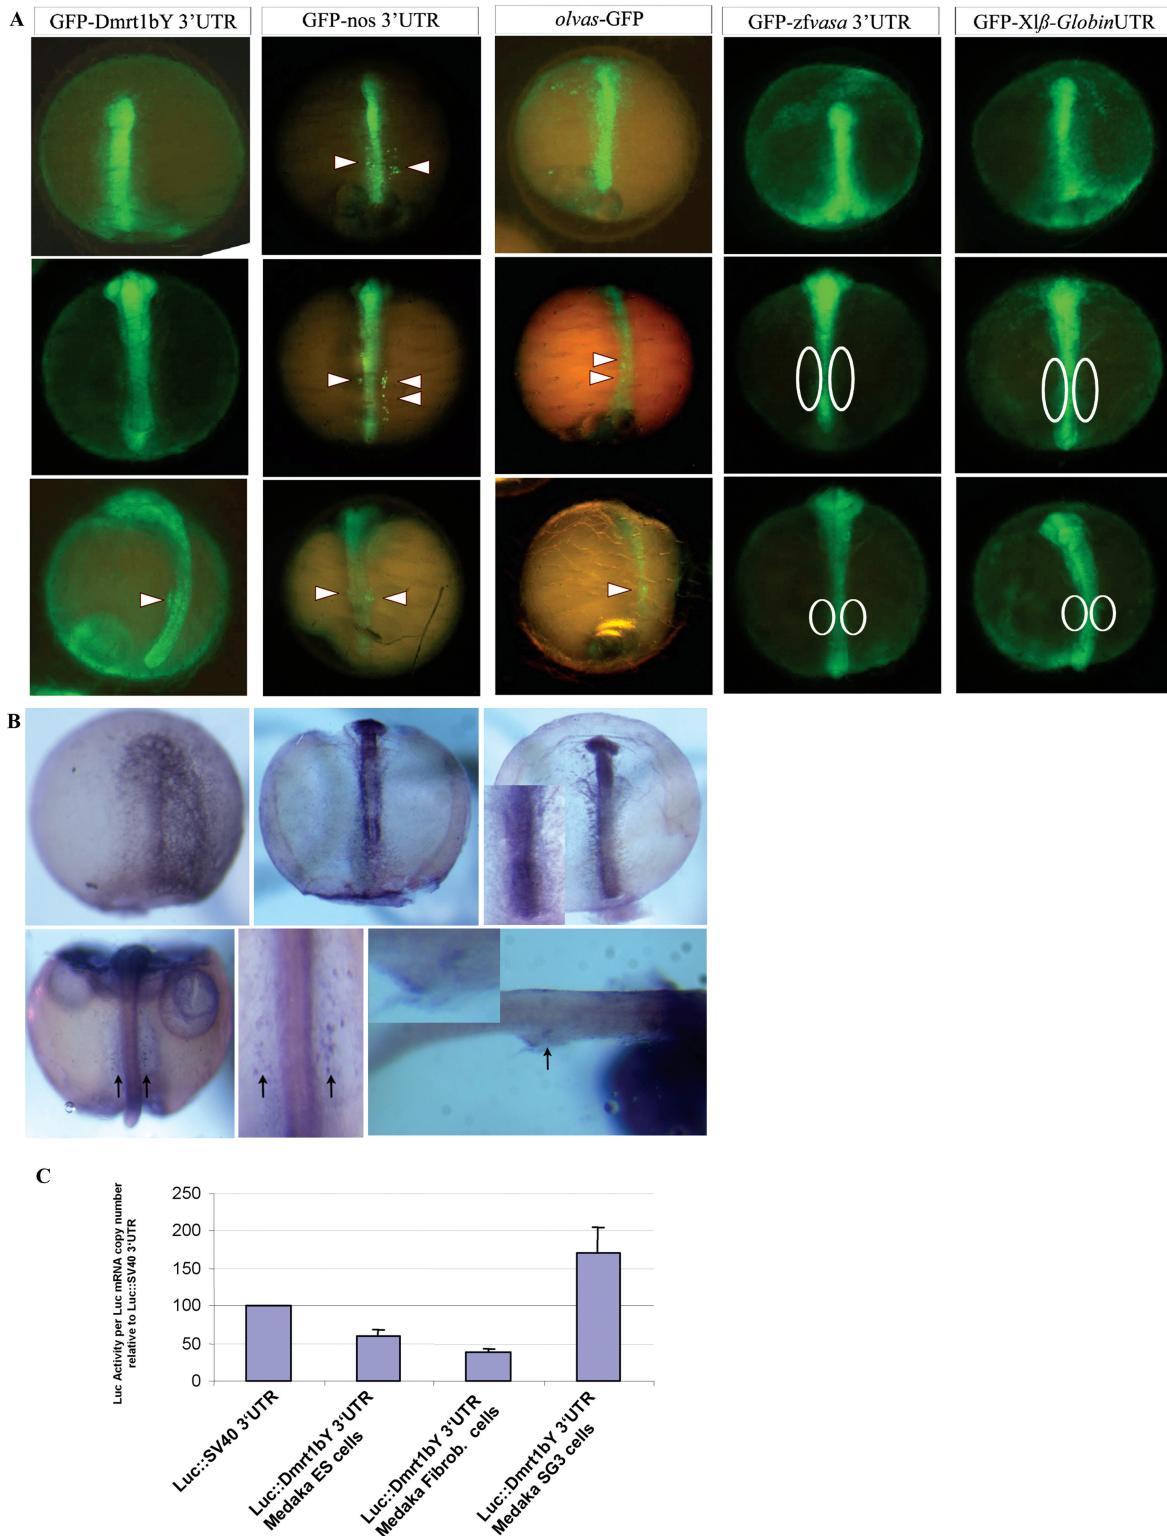 A
GFP-Dmrt1bY 3’UTR
GFP-nos 3’UTR
olvas-GFP
GFP-zfvasa 3’UTR
GFP-Xlß-GlobinUTR
B
C
Luc Activity per Luc mRNA copy number
relative to Luc::SV40 3‘UTR
250
200
150
100
50
0
Luc::SV40 3‘UTR
Luc::Dmrt1bY 3‘UTR
Medaka ES cells
Luc::Dmrt1bY 3‘UTR
Medaka Fibrob. cells
Luc::Dmrt1bY 3‘UTR
Medaka SG3 cells